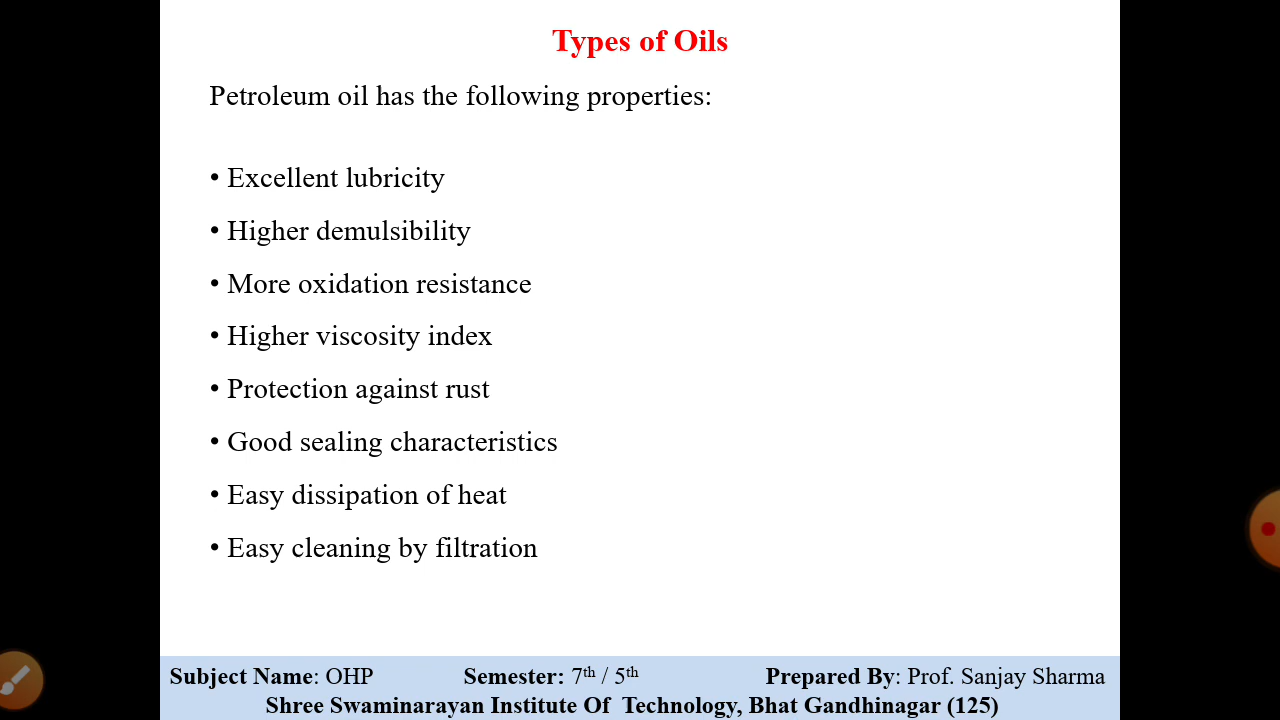 Types of Oils
Petroleum oil has the following properties:
• Excellent lubricity
• Higher demulsibility
• More oxidation resistance
• Higher viscosity index
• Protection against rust
• Good sealing characteristics
• Easy dissipation of heat
• Easy cleaning by filtration
Subject Name: OHP Semester: 7th / 5th Prepared By: Prof. Sanjay Sharma
Shree Swaminarayan Institute Of Technology, Bhat Gandhinagar (125)